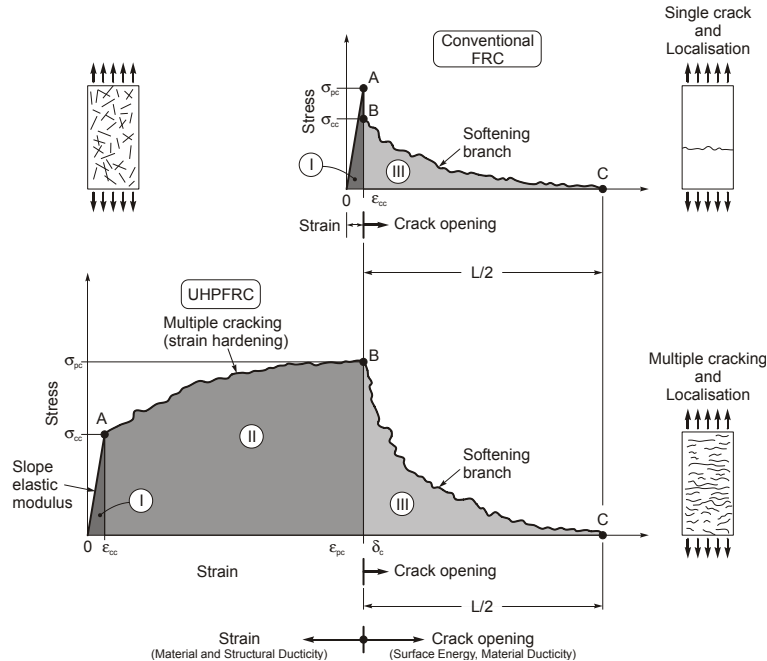 Conventional
FRC
Single crack
and
Localisation
A
σpc
B
σcc
Stress
Softening
branch
I
III
C
0
εcc
Strain
Crack opening
L/2
UHPFRC
Multiple cracking
(strain hardening)
σpc
B
Stress
A
σcc
II
Slope
elastic
modulus
I
Softening
branch
III
C
0
εcc
εpc
δc
Strain
Crack opening
L/2
Multiple cracking
and
Localisation
Strain
(Material and Structural Ducticity)
Crack opening
(Surface Energy, Material Ducticity)